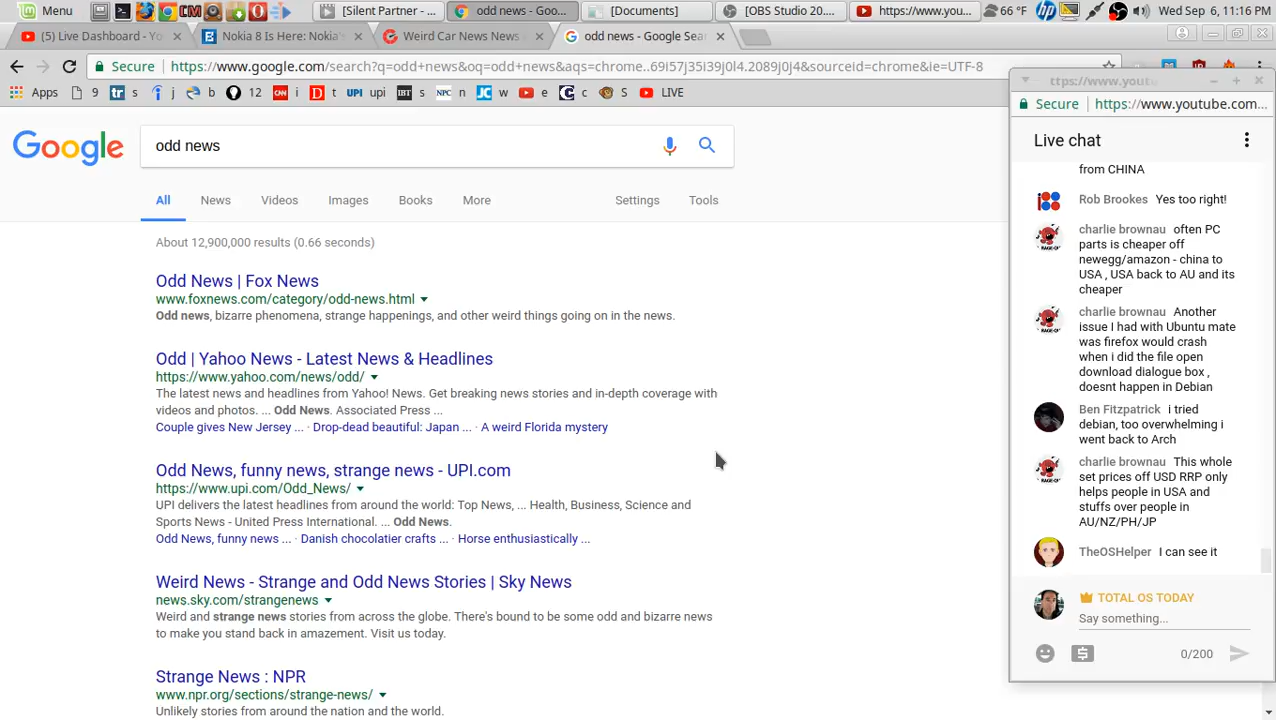 Menu
[Silent Partner - ...
odd news - Goo...
[Documents]
[OBS Studio 20....
https://www.you...
66 °F
Wed Sep 6, 11:16 PM
(5) Live Dashboard - Yo
Nokia 8 Is Here: Nokia's
Weird Car News News
odd news - Google Sea
Secure
https://www.google.com/search?q=odd+news&oq=odd+news&aqs=chrome..69i57j35i39j0l4.2089j0j4&sourceid=chrome&ie=UTF-8
Apps
9
s
j
b
12
i
t
UPI upi
IBT s
NPC n
JC w
e
c
S
LIVE
Google
odd news
All
News
Videos
Images
Books
More
Settings
Tools
About 12,900,000 results (0.66 seconds)
Odd News | Fox News
www.foxnews.com/category/odd-news.html
Odd news, bizarre phenomena, strange happenings, and other weird things going on in the news.
Odd | Yahoo News - Latest News & Headlines
https://www.yahoo.com/news/odd/
The latest news and headlines from Yahoo! News. Get breaking news stories and in-depth coverage with
videos and photos. ... Odd News. Associated Press ...
Couple gives New Jersey ... · Drop-dead beautiful: Japan ... · A weird Florida mystery
Odd News, funny news, strange news - UPI.com
https://www.upi.com/Odd_News/
UPI delivers the latest headlines from around the world: Top News, ... Health, Business, Science and
Sports News - United Press International. ... Odd News.
Odd News, funny news ... · Danish chocolatier crafts ... · Horse enthusiastically ...
Weird News - Strange and Odd News Stories | Sky News
news.sky.com/strangenews
Weird and strange news stories from across the globe. There's bound to be some odd and bizarre news
to make you stand back in amazement. Visit us today.
Strange News : NPR
www.npr.org/sections/strange-news/
Unlikely stories from around the nation and the world.
ttps://www.yout
Secure
https://www.youtube.com...
Live chat
from CHINA
Rob Brookes Yes too right!
charlie brownau often PC
parts is cheaper off
newegg/amazon - china to
USA , USA back to AU and its
cheaper
charlie brownau Another
issue I had with Ubuntu mate
was firefox would crash
when i did the file open
download dialogue box ,
doesnt happen in Debian
Ben Fitzpatrick i tried
debian, too overwhelming i
went back to Arch
charlie brownau This whole
set prices off USD RRP only
helps people in USA and
stuffs over people in
AU/NZ/PH/JP
TheOSHelper I can see it
TOTAL OS TODAY
Say something...
0/200